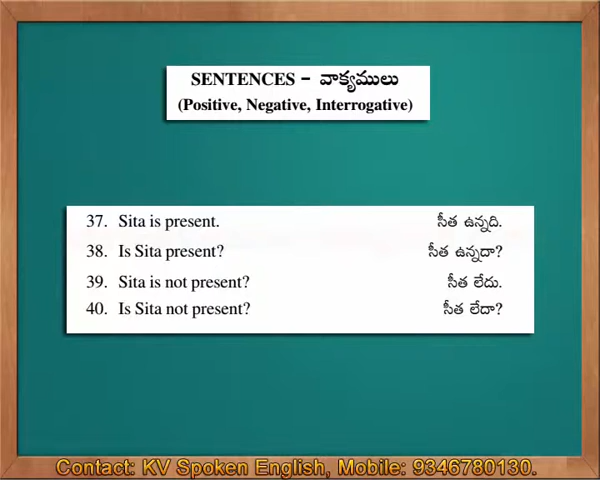 SENTENCES - వాక్యములు
(Positive, Negative, Interrogative)
37. Sita is present. సీత ఉన్నది.
38. Is Sita present? సీత ఉన్నదా?
39. Sita is not present? సీత లేదు.
40. Is Sita not present? సీత లేదా?
Contact: KV Spoken English, Mobile: 9346780130.